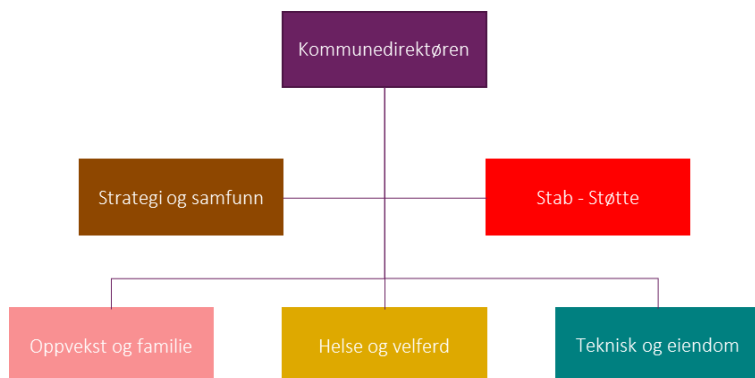 Kommunedirektøren
Strategi og samfunn
Stab - Støtte
Oppvekst og familie
Helse og velferd
Teknisk og eiendom